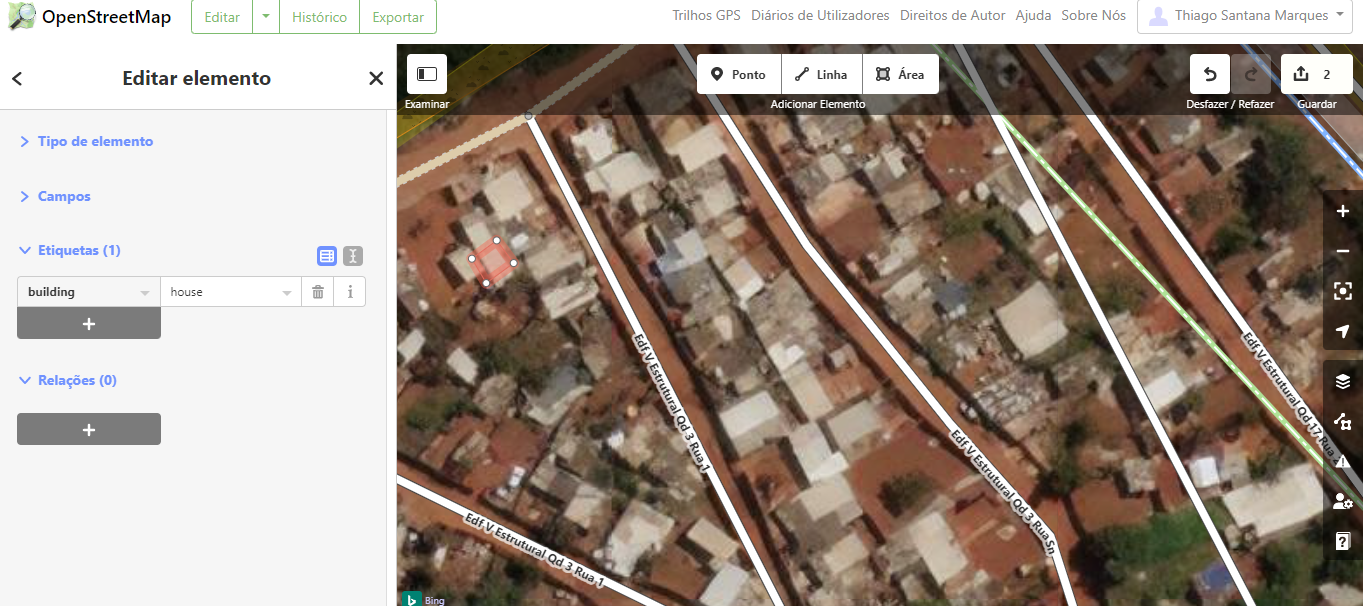 OpenStreetMap
Editar
Histórico
Exportar
Trilhos GPS
Diários de Utilizadores
Direitos de Autor
Ajuda
Sobre Nós
Thiago Santana Marques
Editar elemento
Examinar
Ponto
Linha
Área
Adicionar Elemento
Desfazer / Refazer
2
Guardar
Tipo de elemento
Campos
Etiquetas (1)
building
house
Relações (0)
Edf V Estrutural Qd 3 Rua 1
Edf V Estrutural Qd 3 Rua Sn
Edf V Estrutural Qd 17 Rua
Edf V Estrutural Qd 3 Rua 1
Bing